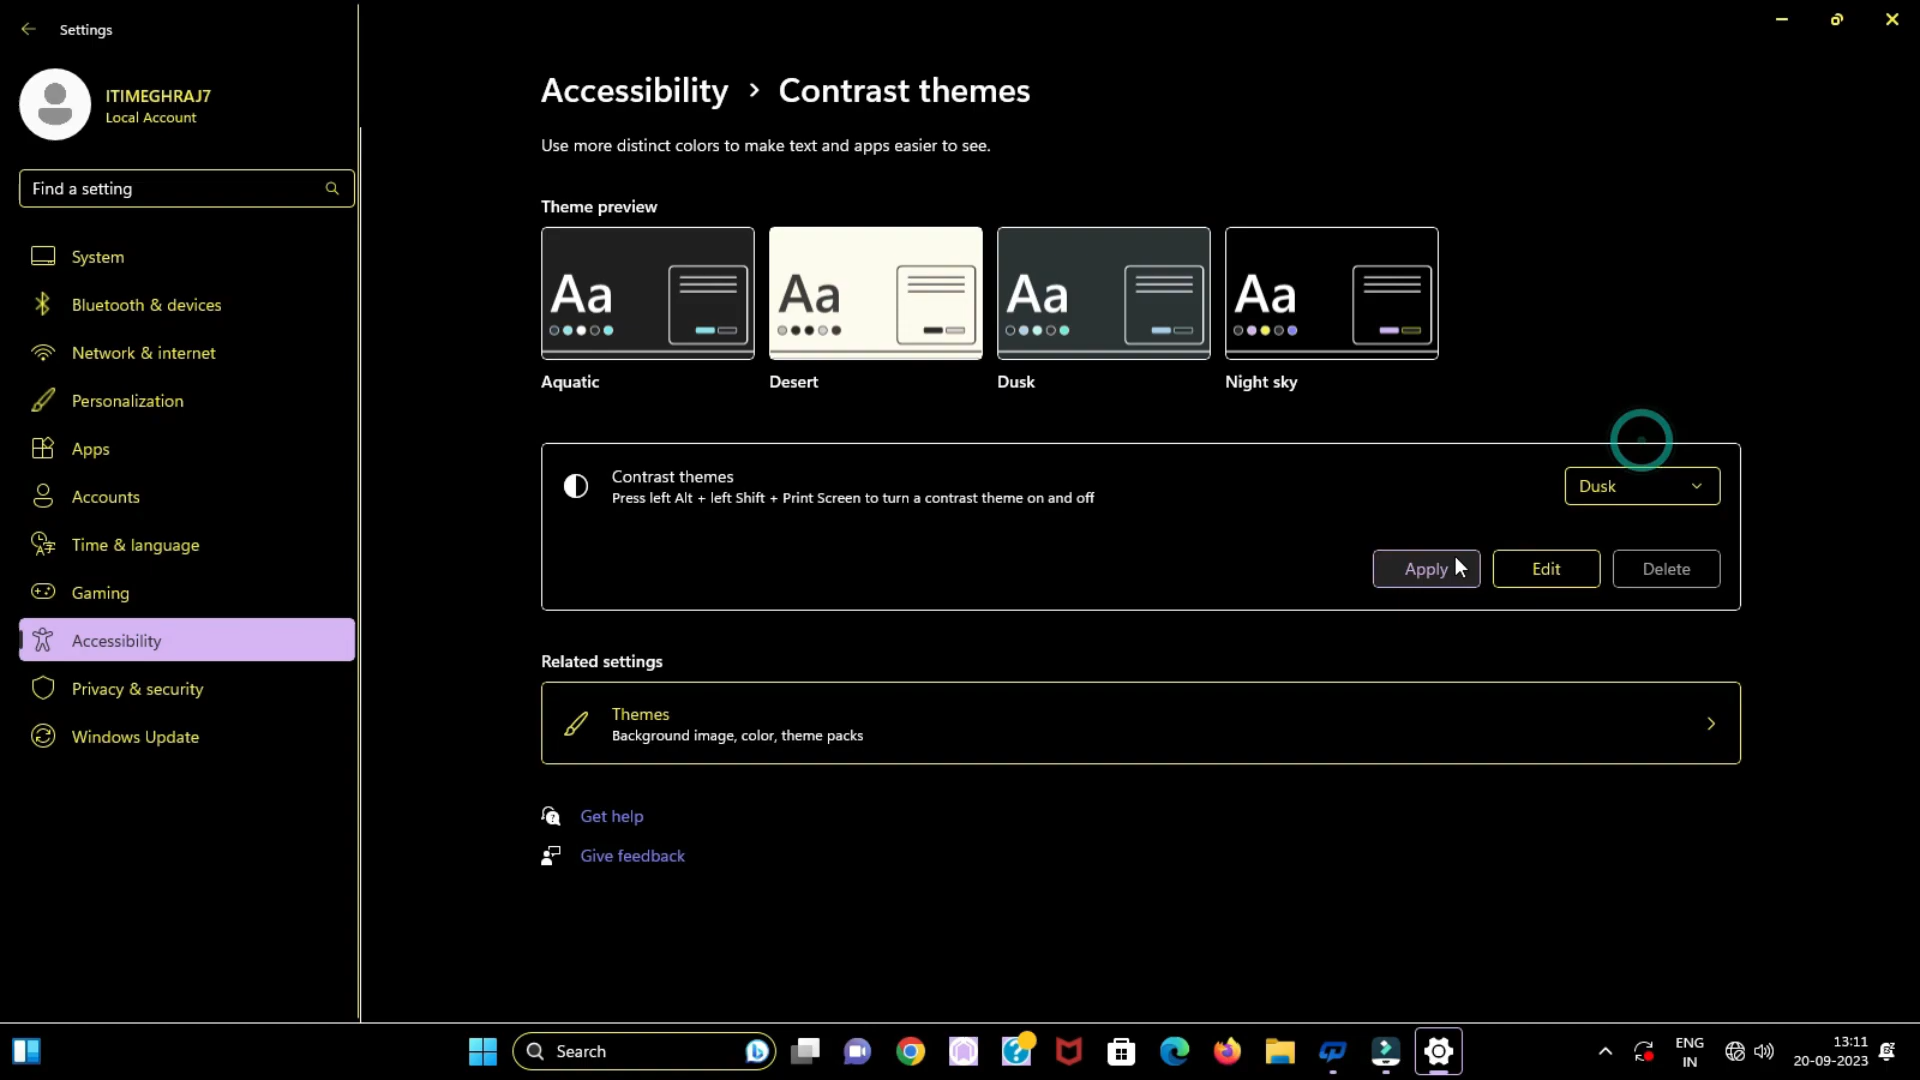 Settings
ITIMEGHRAJ7
Local Account
Find a setting
System
Bluetooth & devices
Network & internet
Personalization
Apps
Accounts
Time & language
Gaming
Accessibility
Privacy & security
Windows Update
Accessibility › Contrast themes
Use more distinct colors to make text and apps easier to see.
Theme preview
Aa Aa Aa Aa
Aquatic Desert Dusk Night sky
Contrast themes
Press left Alt + left Shift + Print Screen to turn a contrast theme on and off
Dusk
Apply Edit Delete
Related settings
Themes
Background image, color, theme packs
Get help
Give feedback
Search
ENG
IN
13:11
20-09-2023